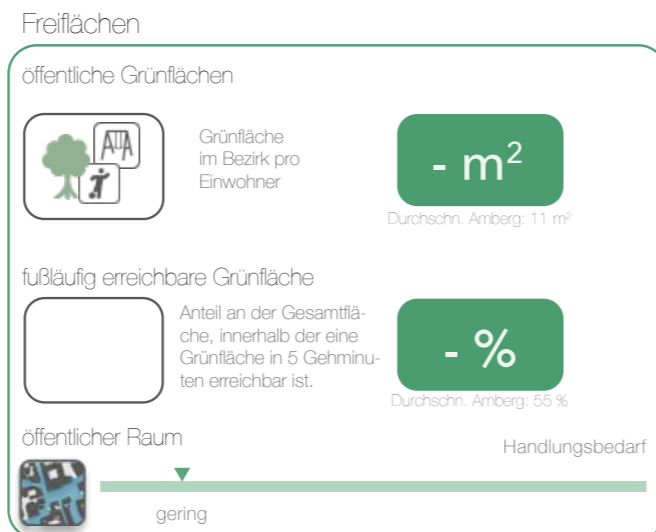 Freiflächen
öffentliche Grünflächen
Grünfläche
im Bezirk pro
Einwohner
- m²
Durchschn. Amberg: 11 m²
fußläufig erreichbare Grünfläche
Anteil an der Gesamtflä-
che, innerhalb der eine
Grünfläche in 5 Gehminu-
ten erreichbar ist.
- %
Durchschn. Amberg: 55 %
öffentlicher Raum
Handlungsbedarf
gering